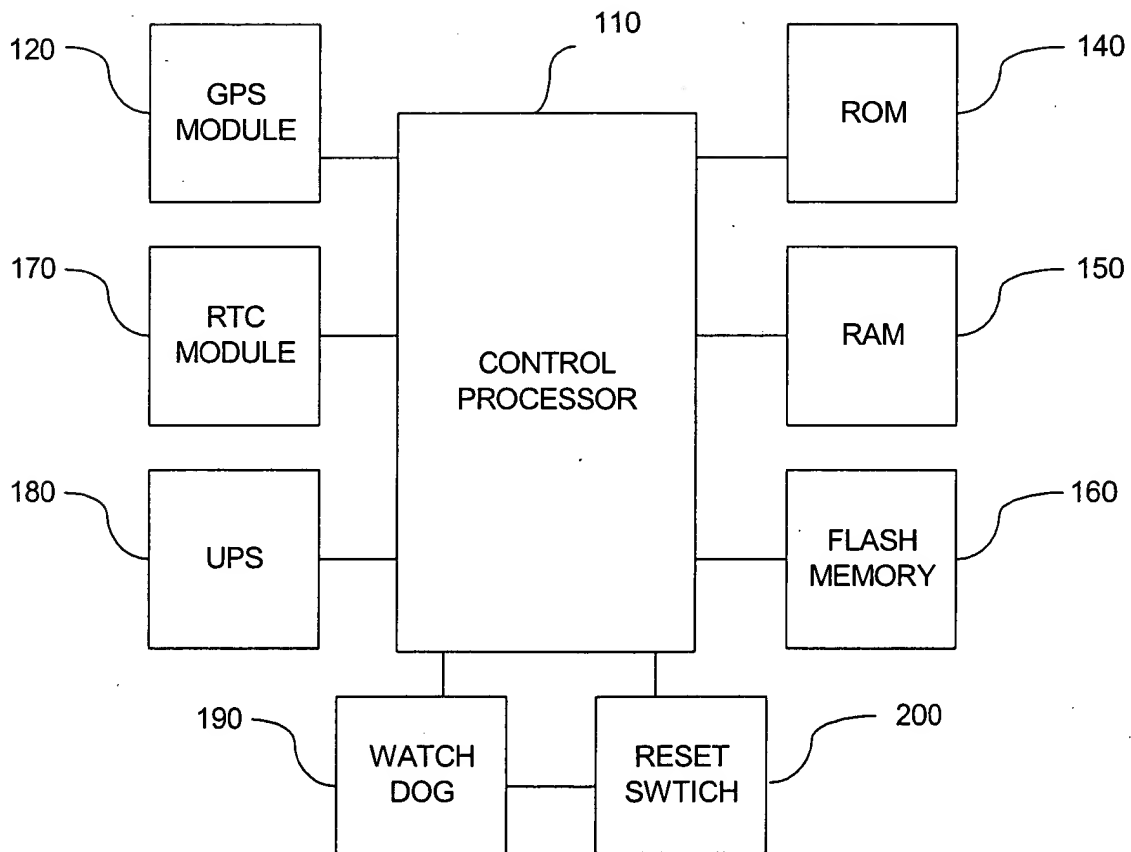 110
120
GPS
MODULE
140
ROM
170
RTC
MODULE
150
RAM
CONTROL
PROCESSOR
180
UPS
160
FLASH
MEMORY
190
WATCH
DOG
200
RESET
SWTICH